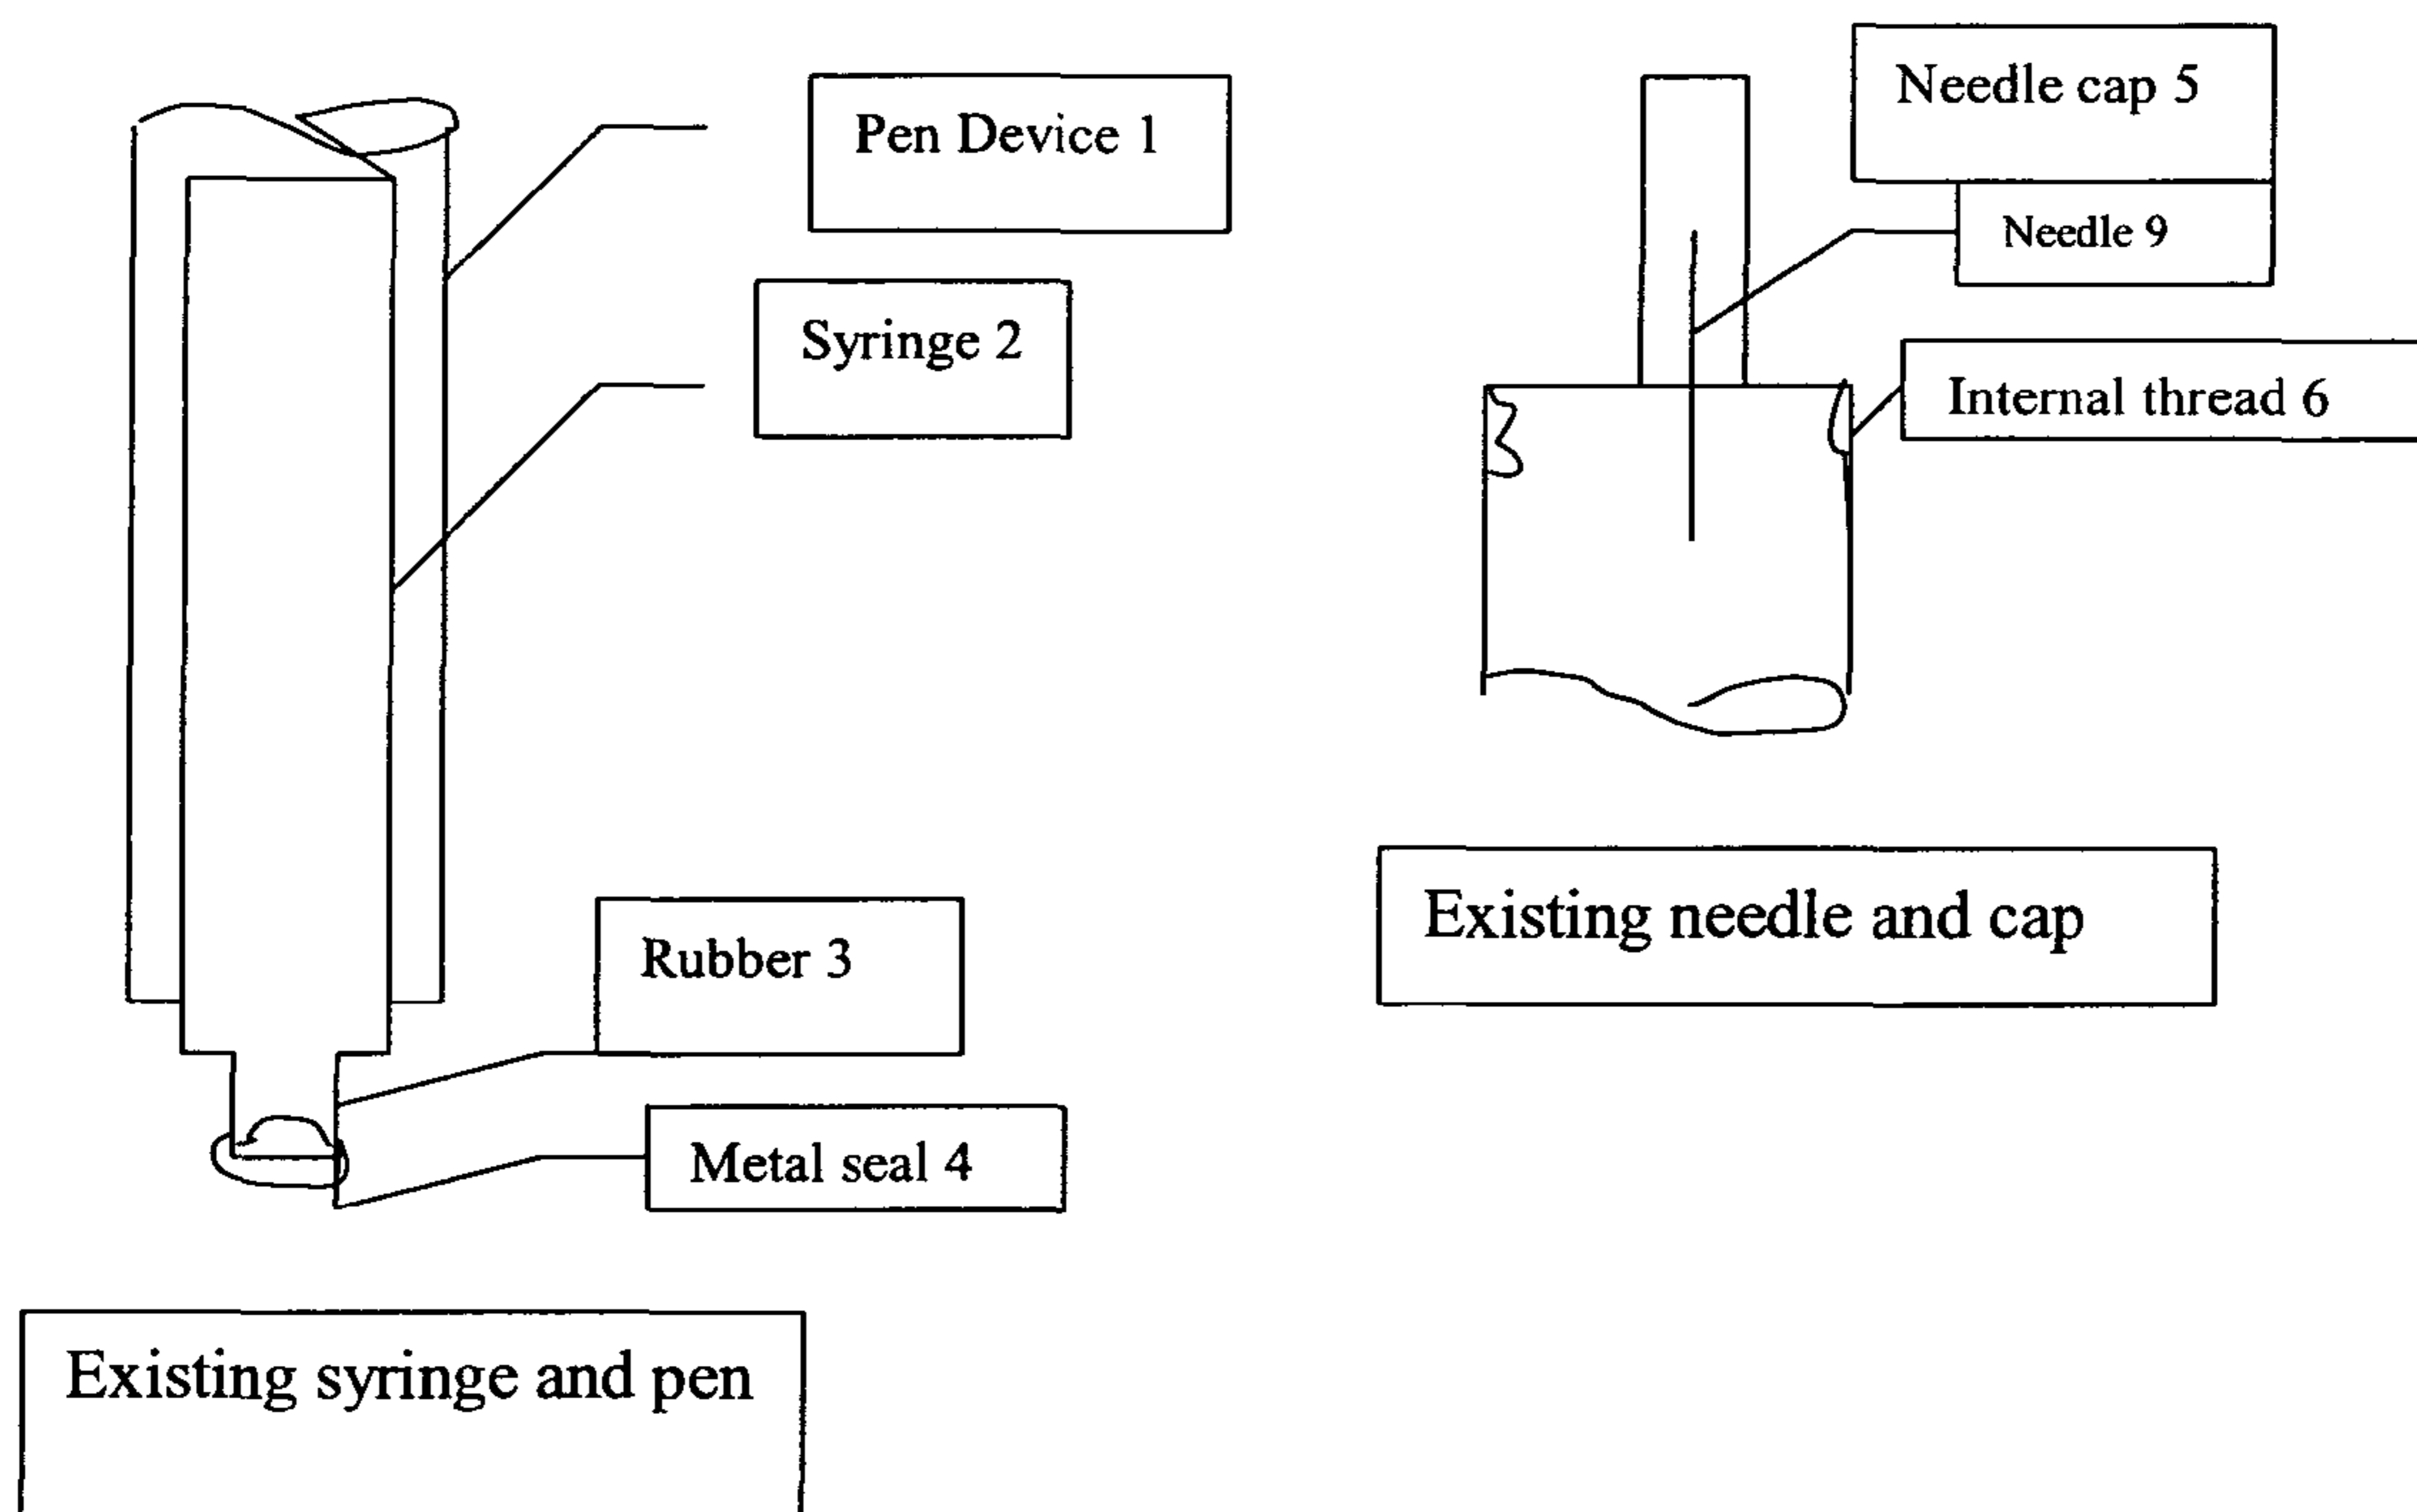 Pen Device 1
Syringe 2
Rubber 3
Metal seal 4
Existing syringe and pen
Needle cap 5
Needle 9
Internal thread 6
Existing needle and cap